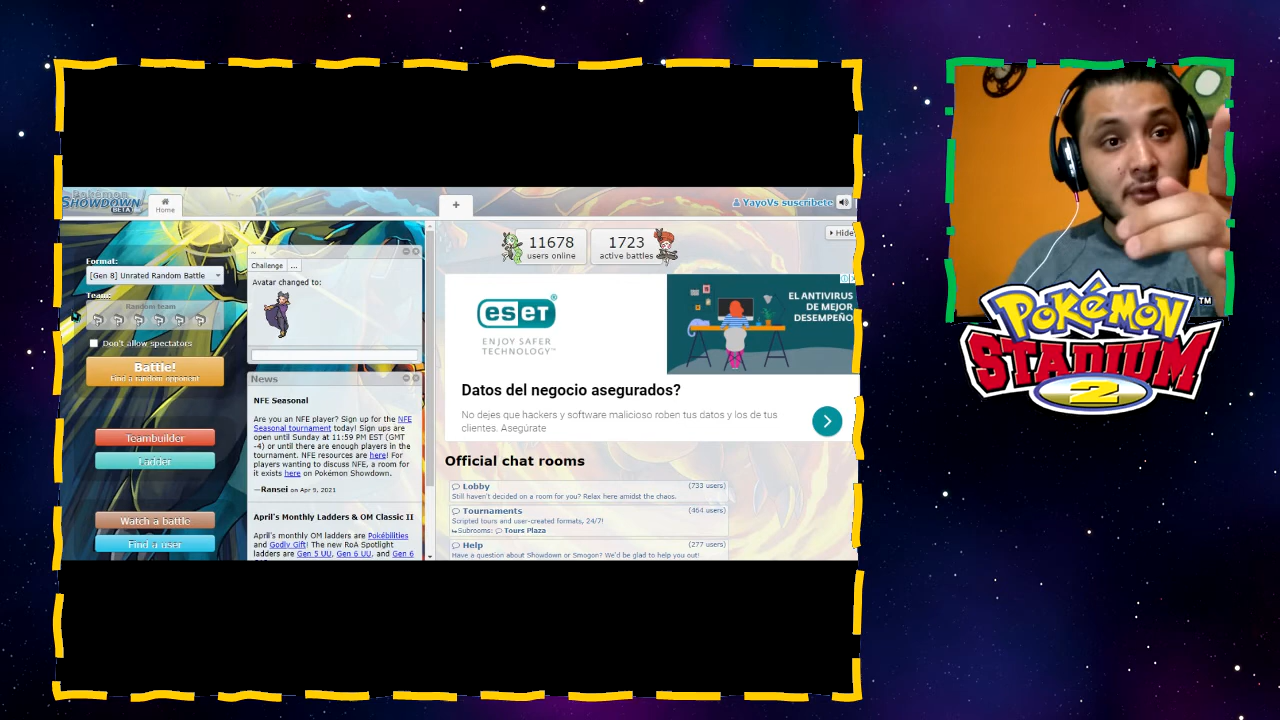 Pokémon
SHOWDOWN
BETA
Home
+
YayoVs suscribete
Format:
[Gen 8] Unrated Random Battle
Team:
Random team
Don't allow spectators
Battle!
Find a random opponent
Teambuilder
Ladder
Watch a battle
Find a user
~
Challenge
...
Avatar changed to:
News
NFE Seasonal
Are you an NFE player? Sign up for the NFE
Seasonal tournament today! Sign ups are
open until Sunday at 11:59 PM EST (GMT
-4) or until there are enough players in the
tournament. NFE resources are here! For
players wanting to discuss NFE, a room for
it exists here on Pokémon Showdown.
—Ransei on Apr 9, 2021
April's Monthly Ladders & OM Classic II
April's monthly OM ladders are Pokébilities
and Godly Gift! The new RoA Spotlight
ladders are Gen 5 UU, Gen 6 UU, and Gen 6
11678
users online
1723
active battles
Hide
eSeT
ENJOY SAFER
TECHNOLOGY™
EL ANTIVIRUS
DE MEJOR
DESEMPEÑO
Datos del negocio asegurados?
No dejes que hackers y software malicioso roben tus datos y los de tus
clientes. Asegúrate
Official chat rooms
Lobby (733 users)
Still haven't decided on a room for you? Relax here amidst the chaos.
Tournaments (464 users)
Scripted tours and user-created formats, 24/7!
Subrooms: Tours Plaza
Help (277 users)
Have a question about Showdown or Smogon? We'd be glad to help you out!
POKéMON
STADIUM
2